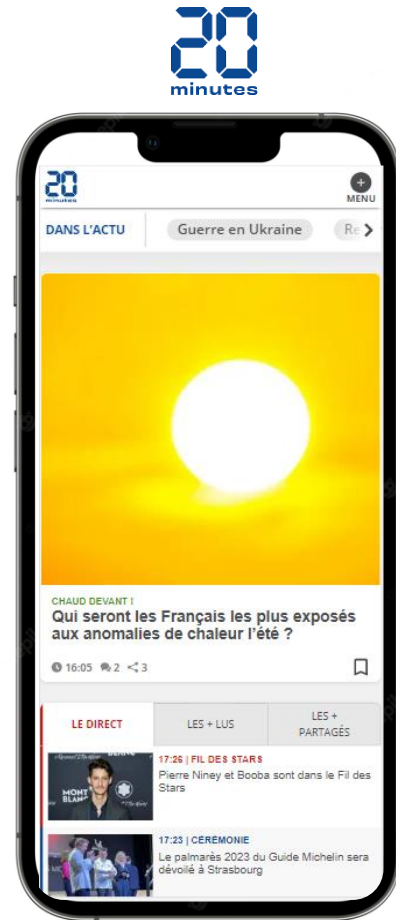 20
minutes
20
minutes
MENU
DANS L'ACTU
Guerre en Ukraine
CHAUD DEVANT !
Qui seront les Français les plus exposés
aux anomalies de chaleur l'été ?
16:05 2 3
LE DIRECT
LES + LUS
LES +
PARTAGÉS
17:26 | FIL DES STARS
Pierre Niney et Booba sont dans le Fil des
Stars
MONT
BLANC
17:23 | CÉRÉMONIE
Le palmarès 2023 du Guide Michelin sera
dévoilé à Strasbourg